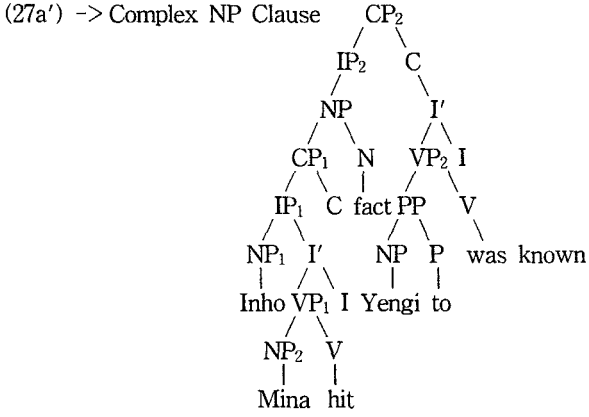 (27a′) -> Complex NP Clause CP₂
IP₂ C
NP I′
CP₁ N VP₂ I
IP₁ C fact PP V
NP₁ I′ NP P was known
Inho VP₁ I Yengi to
NP₂ V
Mina hit